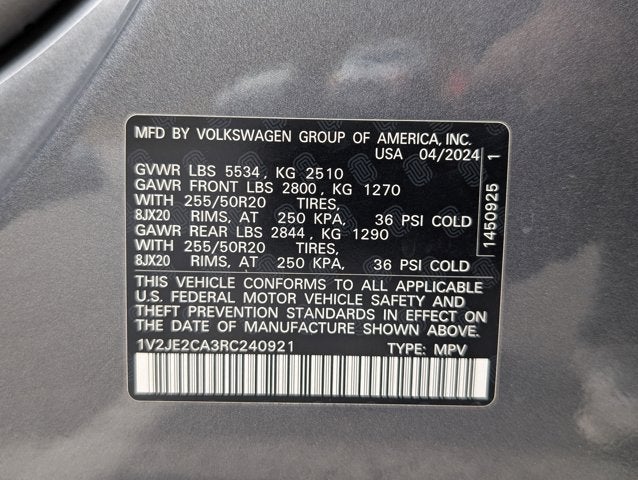 MFD BY VOLKSWAGEN GROUP OF AMERICA, INC.
USA 04/2024
GVWR LBS 5534, KG 2510
GAWR FRONT LBS 2800, KG 1270
WITH 255/50R20 TIRES,
8JX20 RIMS, AT 250 KPA, 36 PSI COLD
GAWR REAR LBS 2844, KG 1290
WITH 255/50R20 TIRES,
8JX20 RIMS, AT 250 KPA, 36 PSI COLD
THIS VEHICLE CONFORMS TO ALL APPLICABLE
U.S. FEDERAL MOTOR VEHICLE SAFETY AND
THEFT PREVENTION STANDARDS IN EFFECT ON
THE DATE OF MANUFACTURE SHOWN ABOVE.
1V2JE2CA3RC240921 TYPE: MPV
1450925 1